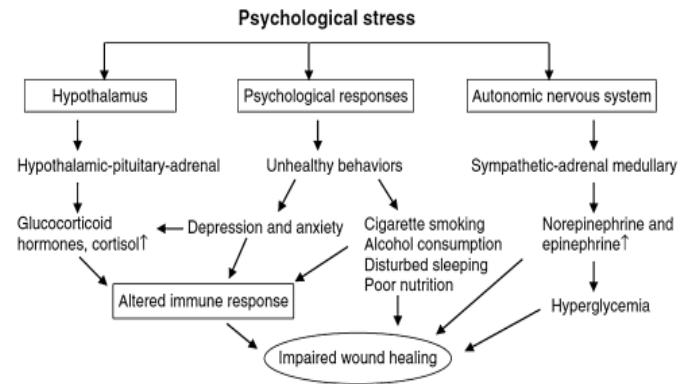 Psychological stress
Hypothalamus
Psychological responses
Autonomic nervous system
Hypothalamic-pituitary-adrenal
Unhealthy behaviors
Sympathetic-adrenal medullary
Glucocorticoid
hormones, cortisol↑
Depression and anxiety
Cigarette smoking
Alcohol consumption
Disturbed sleeping
Poor nutrition
Norepinephrine and
epinephrine↑
Altered immune response
Hyperglycemia
Impaired wound healing